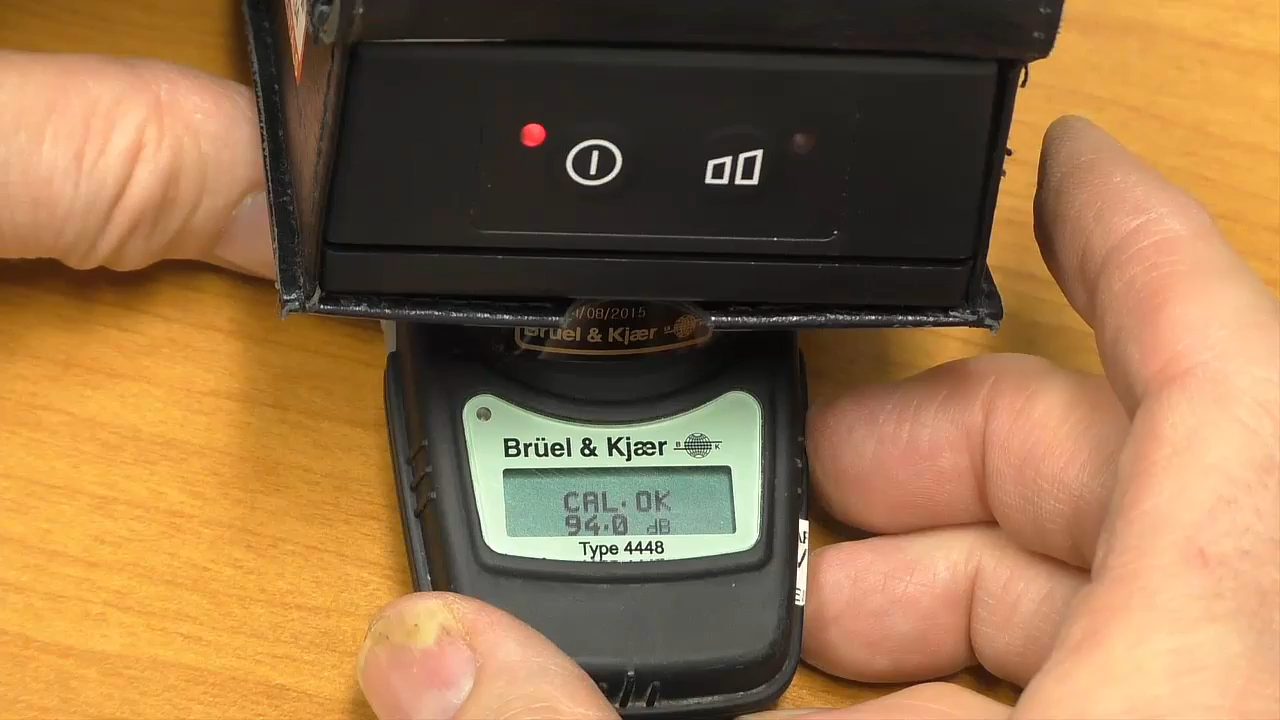 /08/2015
Brüel & Kjær
Brüel & Kjær
B K
CAL. OK
94.0 dB
Type 4448